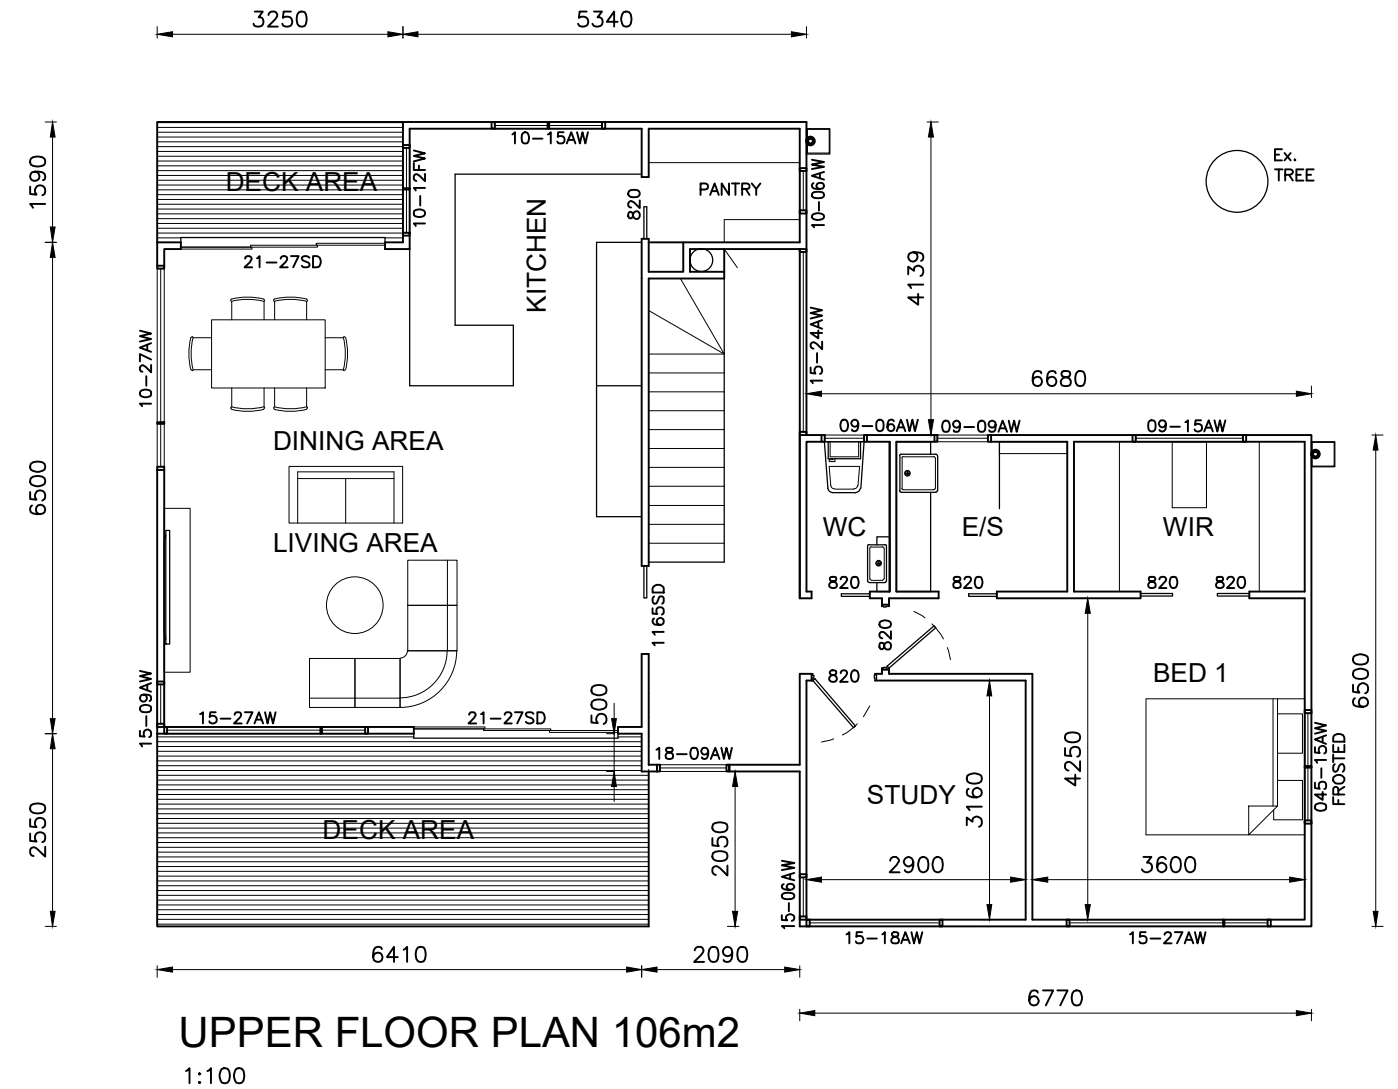 3250
5340
1590
DECK AREA
10-15AW
10-12FW
PANTRY
820
10-06AW
Ex.
TREE
21-27SD
KITCHEN
4139
10-27AW
15-24AW
6680
09-06AW
09-09AW
09-15AW
DINING AREA
6500
LIVING AREA
WC
E/S
WIR
820
820
820
820
1165SD
820
820
BED 1
6500
15-09AW
15-27AW
21-27SD
500
18-09AW
4250
045-15AW
FROSTED
STUDY
3160
DECK AREA
2550
2050
2900
3600
15-06AW
15-18AW
15-27AW
6410
2090
6770
UPPER FLOOR PLAN 106m2
1:100